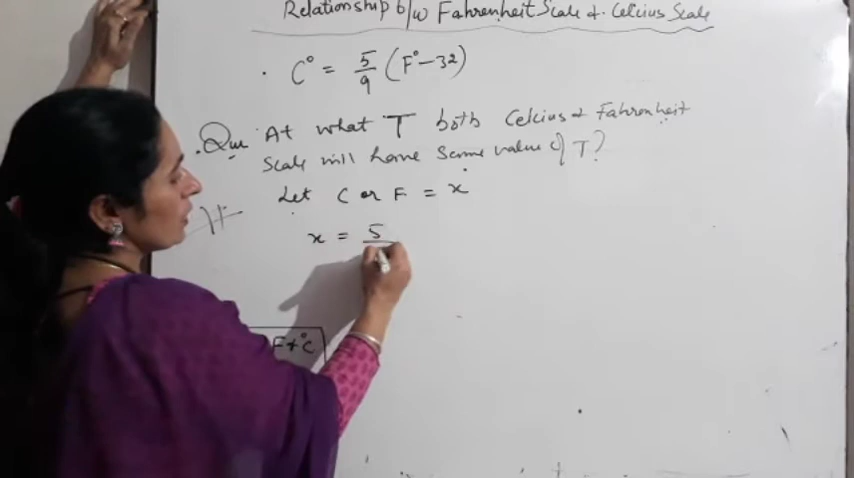 Relationship b/w Fahrenheit Scale & Celcius Scale
C° = 5/9 (F° - 32)
Que At what T both Celcius & Fahrenheit
Scale will have same value of T?
Let C or F = x
x = 5
F & °C